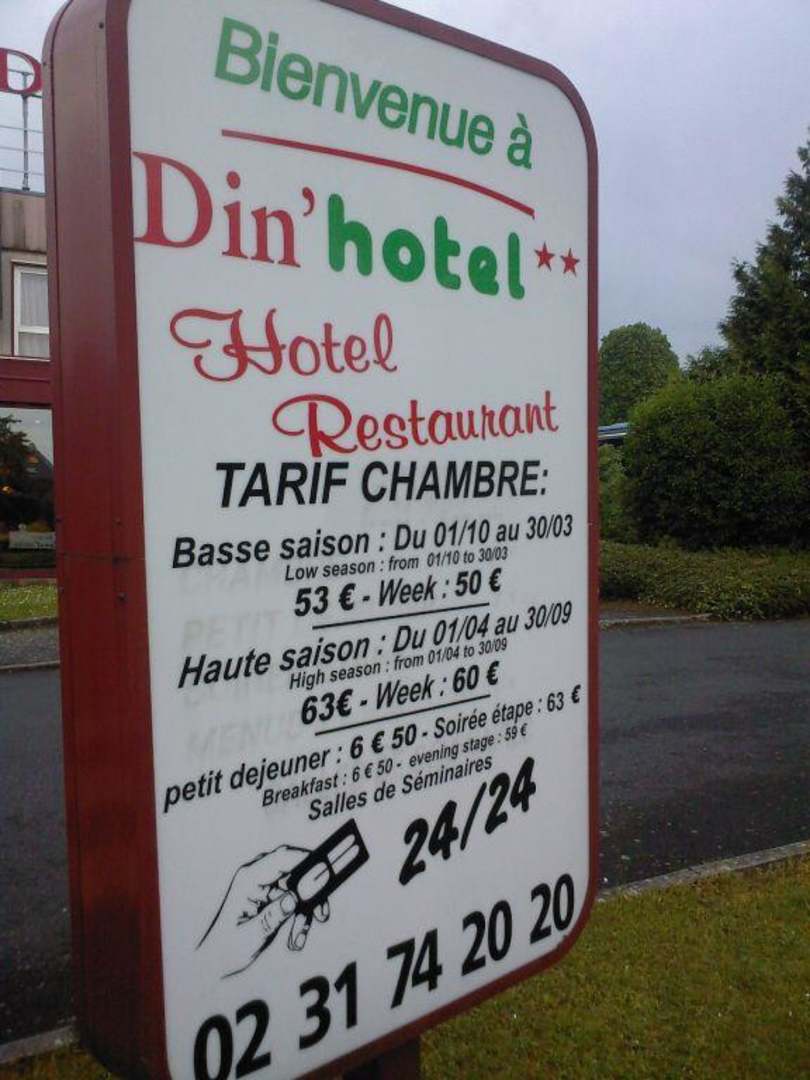 D
Bienvenue à
Din'hotel
Hotel
Restaurant
TARIF CHAMBRE:
Basse saison : Du 01/10 au 30/03
Low season : from 01/10 to 30/03
53 € - Week : 50 €
Haute saison : Du 01/04 au 30/09
High season : from 01/04 to 30/09
63€ - Week : 60 €
petit dejeuner : 6 € 50 - Soirée étape : 63 €
Breakfast : 6 € 50 - evening stage : 59 €
Salles de Séminaires
24/24
02 31 74 20 20